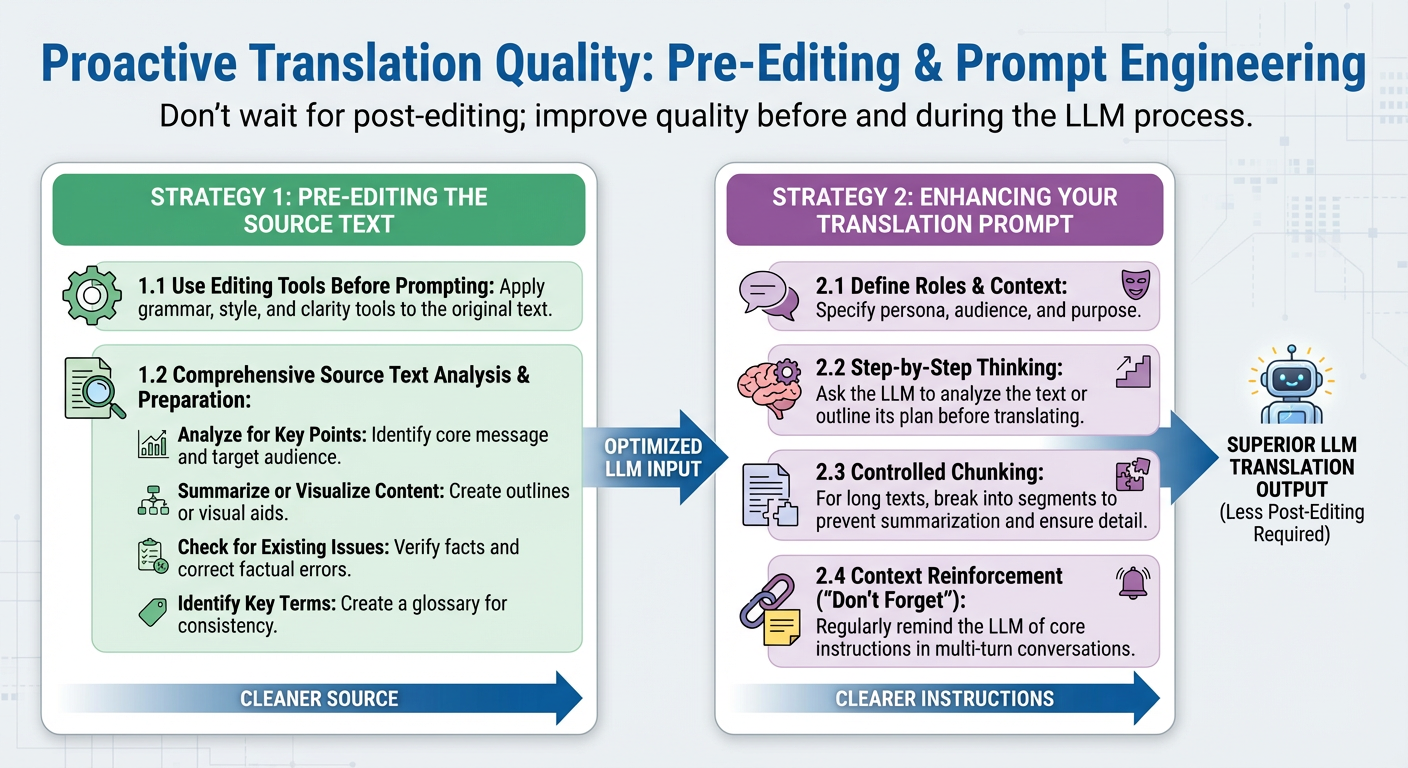 Proactive Translation Quality: Pre-Editing & Prompt Engineering
Don’t wait for post-editing; improve quality before and during the LLM process.
STRATEGY 1: PRE-EDITING THE
SOURCE TEXT
1.1 Use Editing Tools Before Prompting: Apply
grammar, style, and clarity tools to the original text.
1.2 Comprehensive Source Text Analysis &
Preparation:
Analyze for Key Points: Identify core message
and target audience.
Summarize or Visualize Content: Create outlines
or visual aids.
Check for Existing Issues: Verify facts and
correct factual errors.
Identify Key Terms: Create a glossary for
consistency.
CLEANER SOURCE
OPTIMIZED
LLM INPUT
STRATEGY 2: ENHANCING YOUR
TRANSLATION PROMPT
2.1 Define Roles & Context:
Specify persona, audience, and purpose.
2.2 Step-by-Step Thinking:
Ask the LLM to analyze the text or
outline its plan before translating.
2.3 Controlled Chunking:
For long texts, break into segments to
prevent summarization and ensure detail.
2.4 Context Reinforcement
(“Don’t Forget”):
Regularly remind the LLM of core
instructions in multi-turn conversations.
CLEARER INSTRUCTIONS
SUPERIOR LLM
TRANSLATION
OUTPUT
(Less Post-Editing
Required)